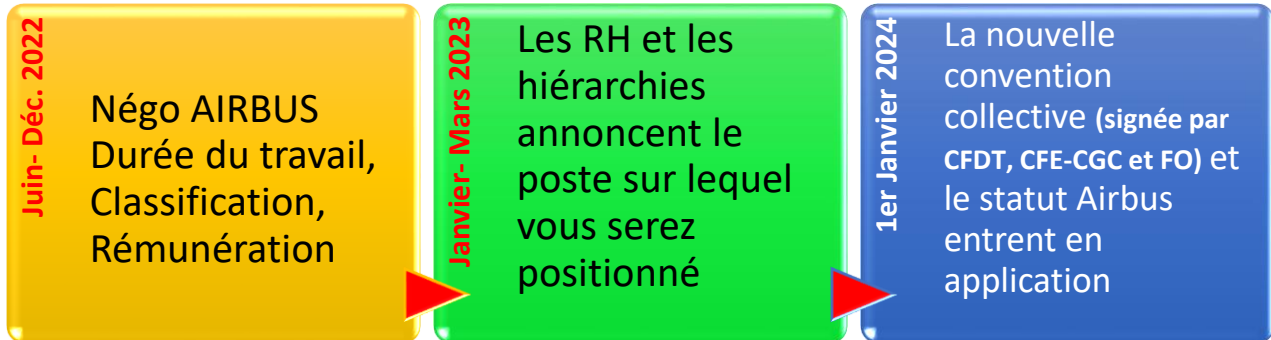 Juin- Déc. 2022
Négo AIRBUS
Durée du travail,
Classification,
Rémunération
Janvier- Mars 2023
Les RH et les
hiérarchies
annoncent le
poste sur lequel
vous serez
positionné
1er Janvier 2024
La nouvelle
convention
collective (signée par
CFDT, CFE-CGC et FO) et
le statut Airbus
entrent en
application